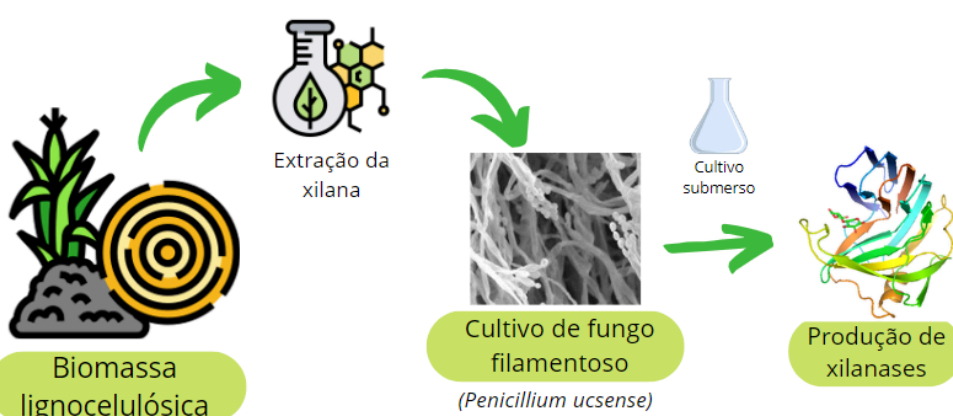 Extração da
xilana
Cultivo
submerso
Biomassa
lignocelulósica
Cultivo de fungo
filamentoso
(Penicillium ucsense)
Produção de
xilanases